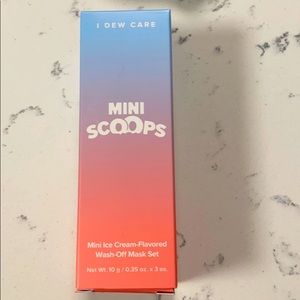 I DEW CARE
MINI
SCOOPS
Mini Ice Cream-Flavored
Wash-Off Mask Set
Net Wt. 10 g / 0.35 oz. x 3 ea.